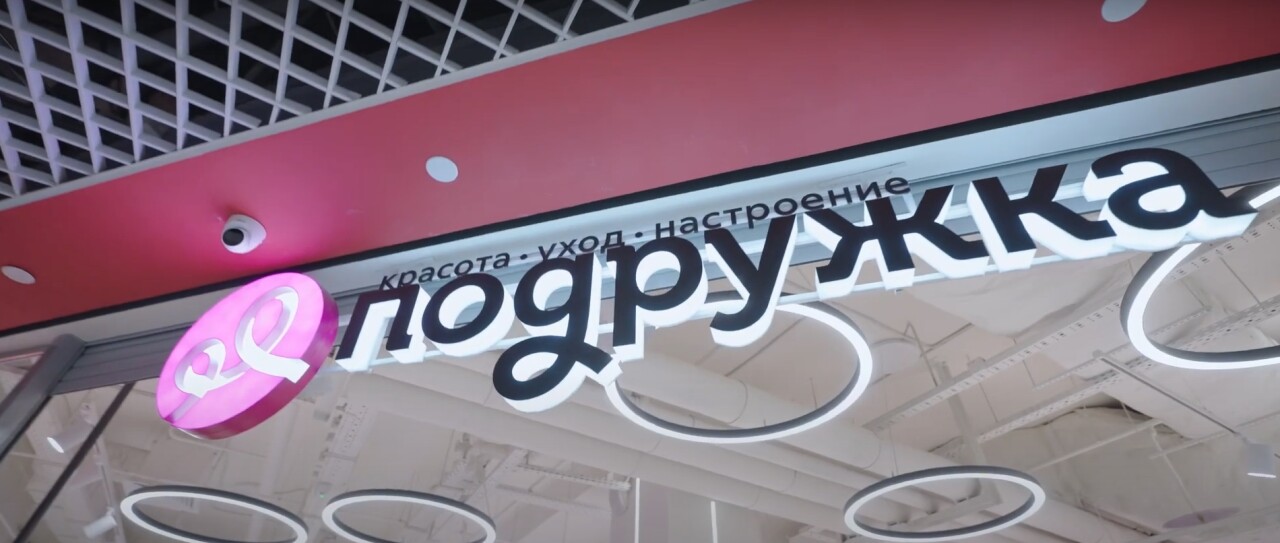 красота · уход · настроение
подружка